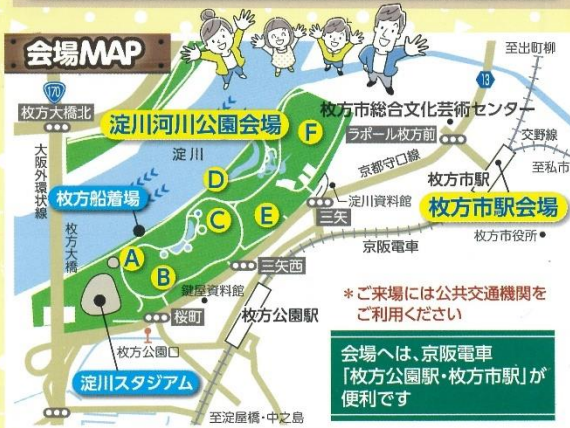 会場MAP
至出町柳
170
13
枚方大橋北
枚方市総合文化芸術センター
淀川河川公園会場
F
ラポール枚方前
交野線
大阪外環状線
淀川
京都守口線
至私市
D
枚方市駅
枚方船着場
淀川資料館
枚方市駅会場
C
E
三矢
枚方大橋
京阪電車
枚方市役所
A
三矢西
B
鍵屋資料館
*ご来場には公共交通機関を
ご利用ください
桜町
枚方公園駅
枚方公園口
会場へは、京阪電車
「枚方公園駅・枚方市駅」が
便利です
淀川スタジアム
至淀屋橋・中之島